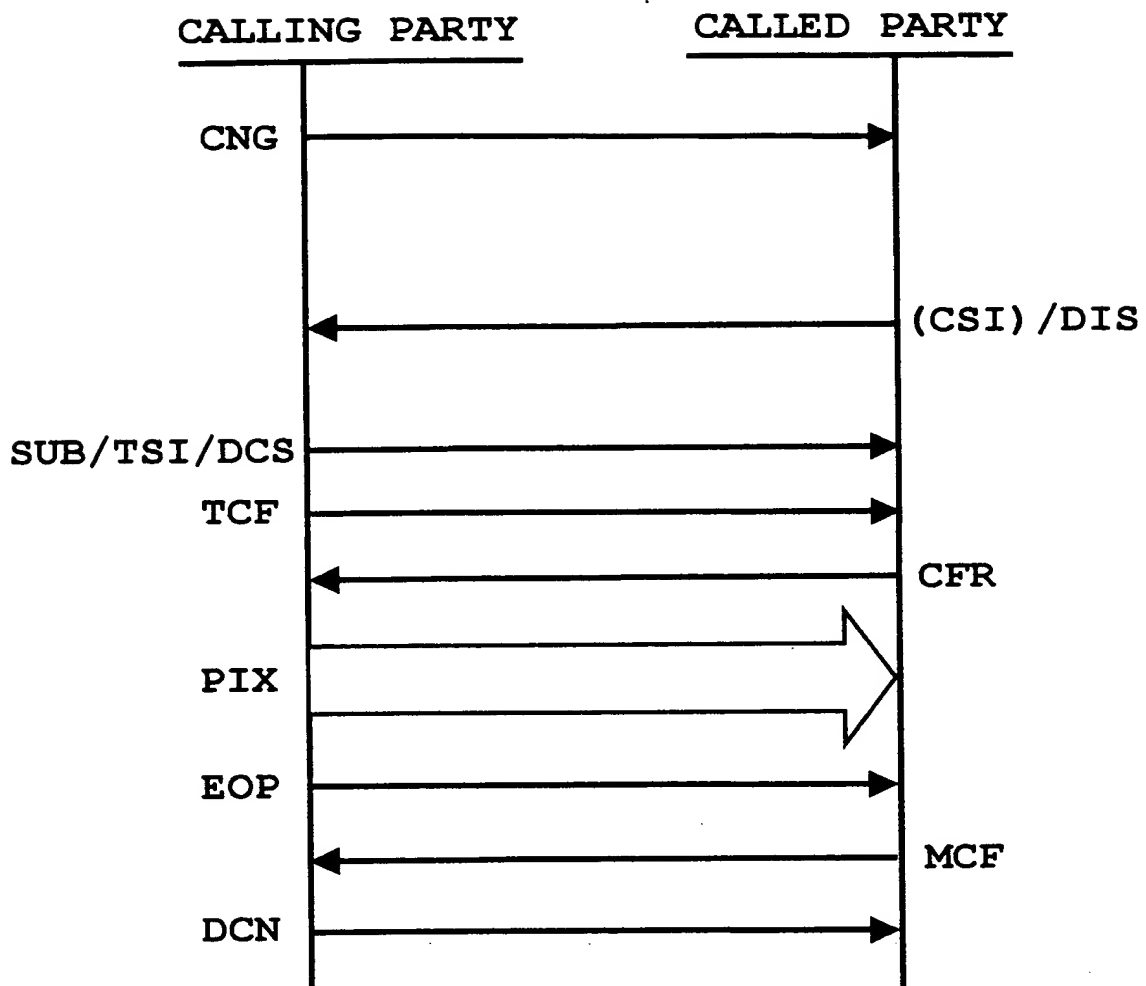 CALLING PARTY
CALLED PARTY
CNG
(CSI)/DIS
SUB/TSI/DCS
TCF
CFR
PIX
EOP
MCF
DCN